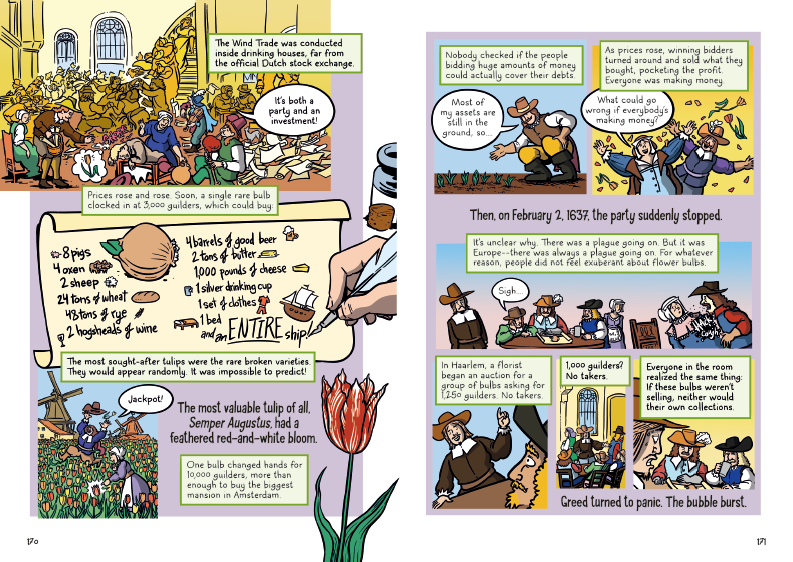 The Wind Trade was conducted
inside drinking houses, far from
the official Dutch stock exchange.
It's both a
party and an
investment!
Prices rose and rose. Soon, a single rare bulb
clocked in at 3,000 guilders, which could buy:
8 pigs
4 oxen
2 sheep
24 tons of wheat
48 tons of rye
2 hogsheads of wine
4 barrels of good beer
2 tons of butter
1,000 pounds of cheese
1 silver drinking cup
1 set of clothes
1 bed
and an ENTIRE ship!
The most sought-after tulips were the rare broken varieties.
They would appear randomly. It was impossible to predict!
Jackpot!
The most valuable tulip of all,
Semper Augustus, had a
feathered red-and-white bloom.
One bulb changed hands for
10,000 guilders, more than
enough to buy the biggest
mansion in Amsterdam.
170
Nobody checked if the people
bidding huge amounts of money
could actually cover their debts.
Most of
my assets are
still in the
ground, so...
As prices rose, winning bidders
turned around and sold what they
bought, pocketing the profit.
Everyone was making money.
What could go
wrong if everybody's
making money?
Then, on February 2, 1637, the party suddenly stopped.
It's unclear why. There was a plague going on. But it was
Europe--there was always a plague going on. For whatever
reason, people did not feel exuberant about flower bulbs.
Sigh...
Cough!
In Haarlem, a florist
began an auction for a
group of bulbs asking for
1,250 guilders. No takers.
1,000 guilders?
No takers.
Everyone in the room
realized the same thing:
If these bulbs weren't
selling, neither would
their own collections.
Greed turned to panic. The bubble burst.
171